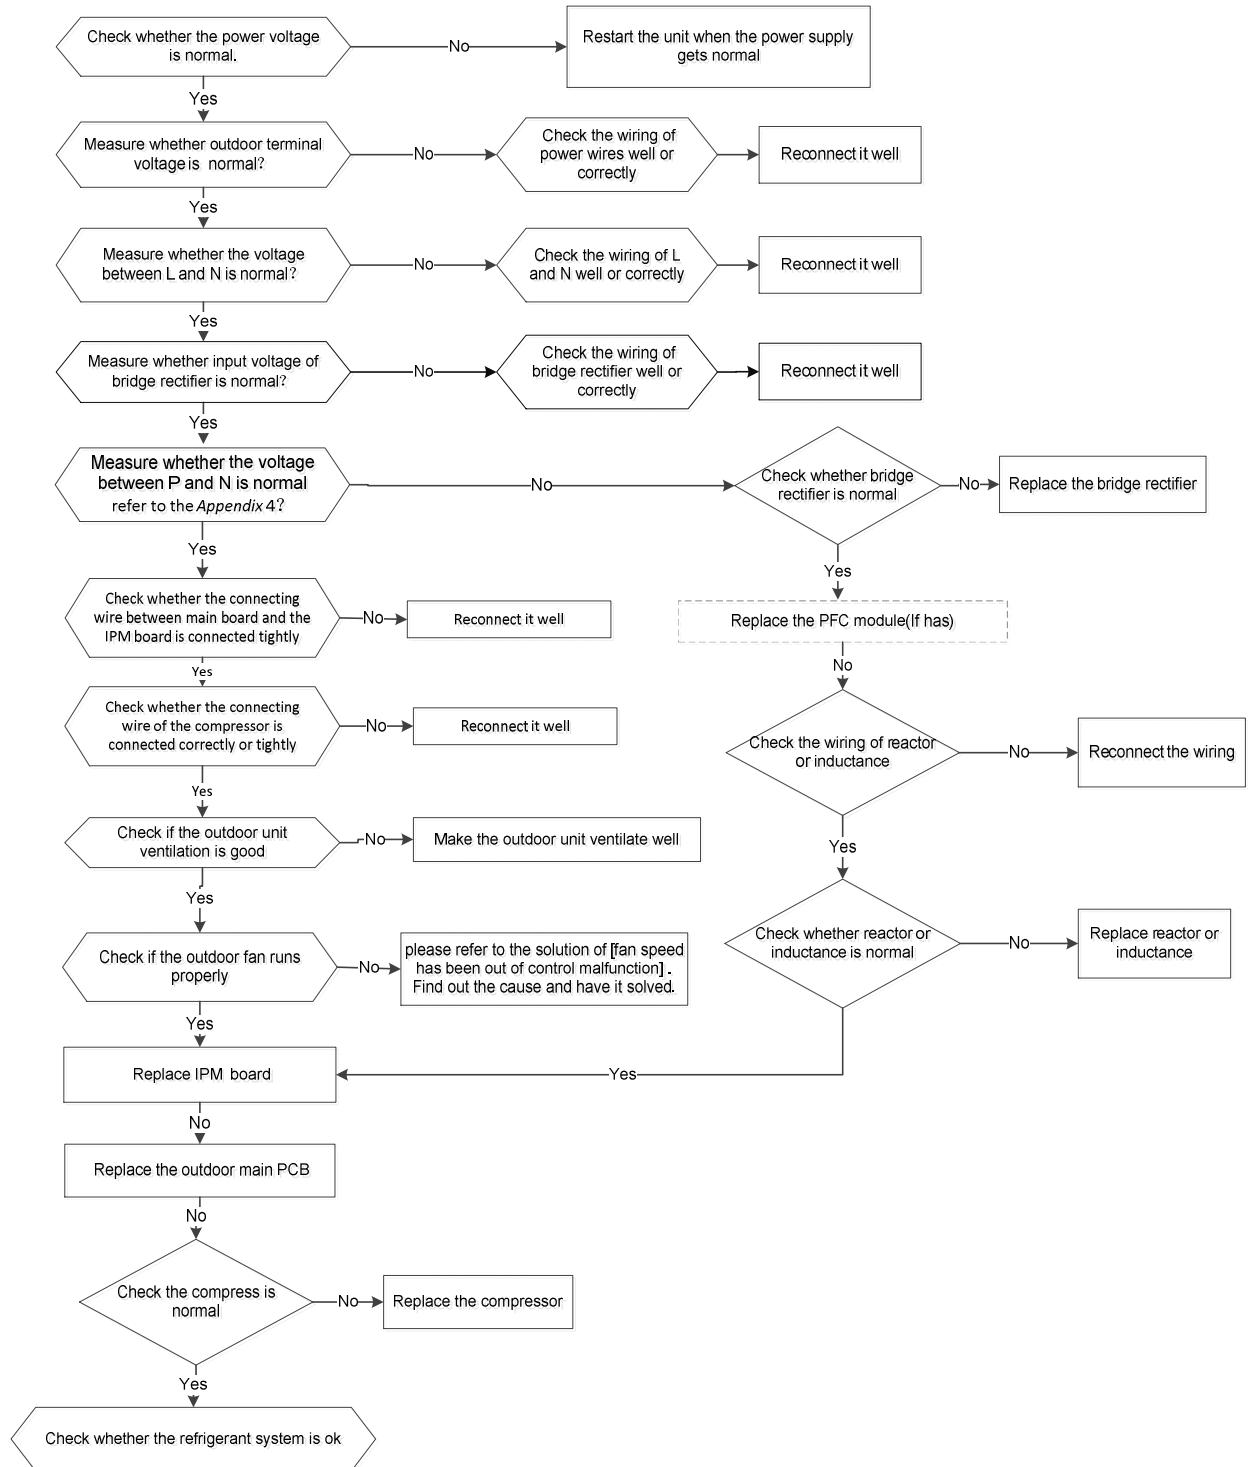 Check whether the power voltage
is normal.
No
Restart the unit when the power supply
gets normal
Yes
Measure whether outdoor terminal
voltage is normal?
No
Check the wiring of
power wires well or
correctly
Reconnect it well
Yes
Measure whether the voltage
between L and N is normal?
No
Check the wiring of L
and N well or correctly
Reconnect it well
Yes
Measure whether input voltage of
bridge rectifier is normal?
No
Check the wiring of
bridge rectifier well or
correctly
Reconnect it well
Yes
Measure whether the voltage
between P and N is normal
refer to the Appendix 4?
No
Check whether bridge
rectifier is normal
No
Replace the bridge rectifier
Yes
Yes
Check whether the connecting
wire between main board and the
IPM board is connected tightly
No
Reconnect it well
Replace the PFC module(If has)
No
Yes
Check whether the connecting
wire of the compressor is
connected correctly or tightly
No
Reconnect it well
Check the wiring of reactor
or inductance
No
Reconnect the wiring
Yes
Check if the outdoor unit
ventilation is good
No
Make the outdoor unit ventilate well
Yes
Yes
Check if the outdoor fan runs
properly
No
please refer to the solution of [fan speed
has been out of control malfunction] .
Find out the cause and have it solved.
Check whether reactor or
inductance is normal
No
Replace reactor or
inductance
Yes
Replace IPM board
Yes
No
Replace the outdoor main PCB
No
Check the compress is
normal
No
Replace the compressor
Yes
Check whether the refrigerant system is ok